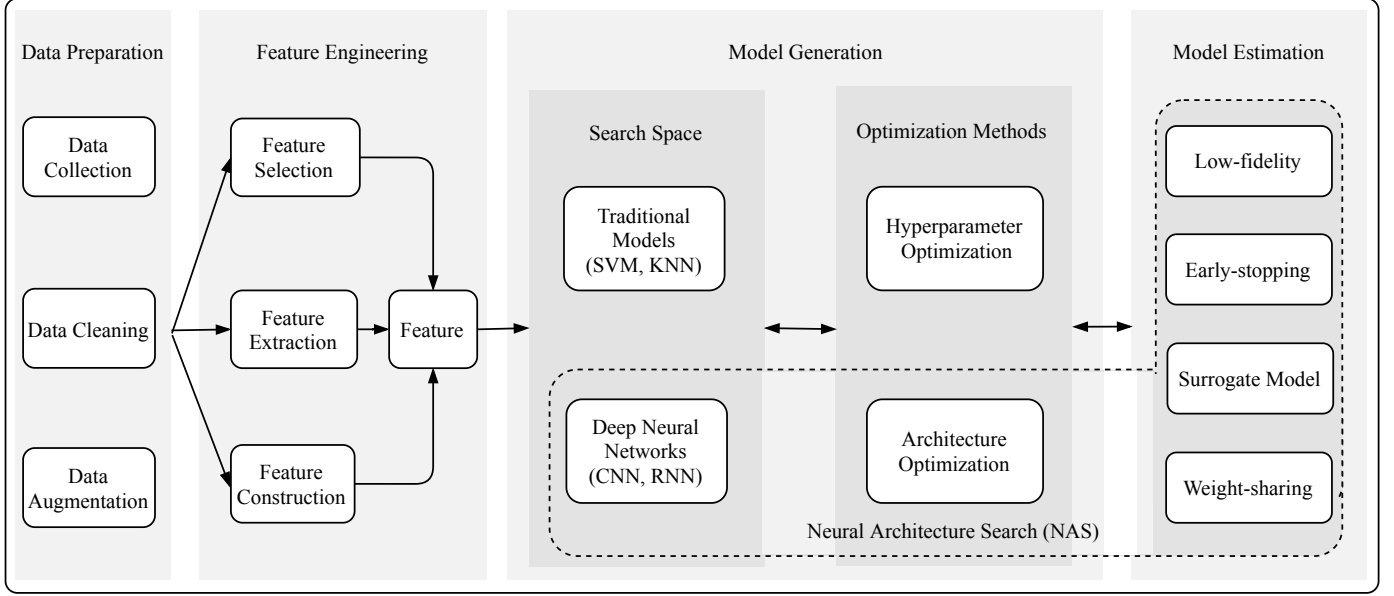 Data Preparation
Data
Collection
Data Cleaning
Data
Augmentation
Feature Engineering
Feature
Selection
Feature
Extraction
Feature
Construction
Feature
Model Generation
Search Space
Traditional
Models
(SVM, KNN)
Deep Neural
Networks
(CNN, RNN)
Optimization Methods
Hyperparameter
Optimization
Architecture
Optimization
Neural Architecture Search (NAS)
Model Estimation
Low-fidelity
Early-stopping
Surrogate Model
Weight-sharing